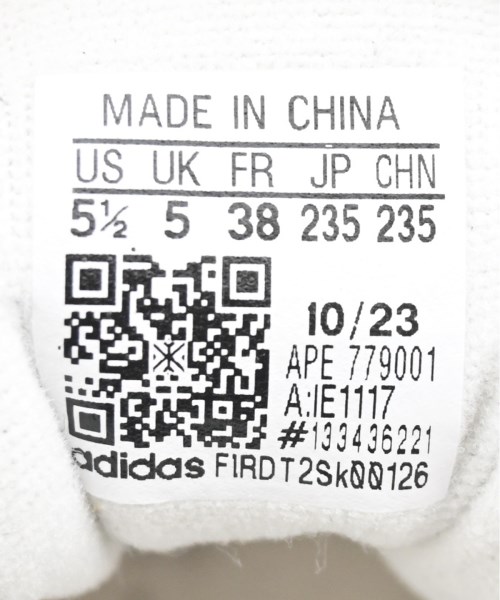 MADE IN CHINA
US UK FR JP CHN
5½ 5 38 235 235
10/23
APE 779001
A:IE1117
#133436221
adidas F1RDT2Sk00126